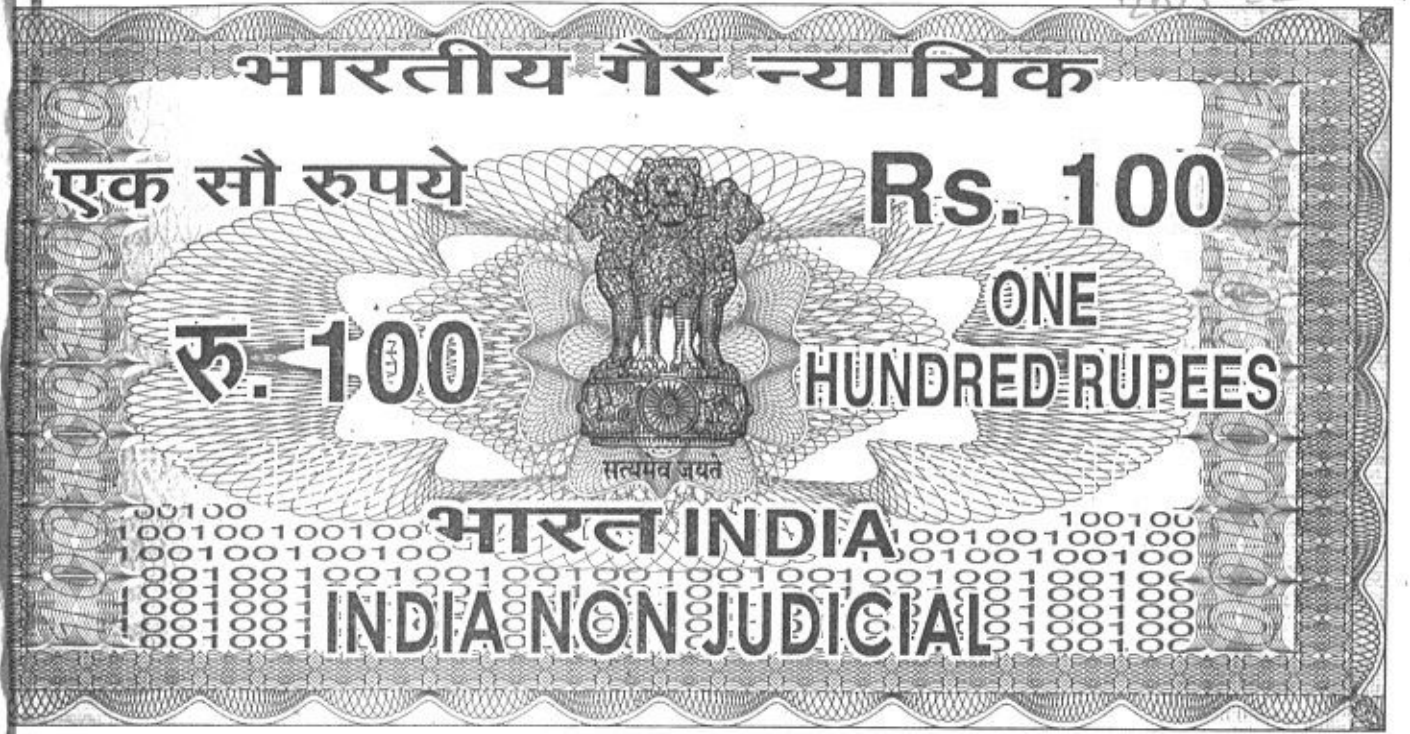 भारतीय गैर न्यायिक
एक सौ रुपये
Rs. 100
रु. 100
ONE
HUNDRED RUPEES
सत्यमेव जयते
भारत INDIA
INDIA NON JUDICIAL